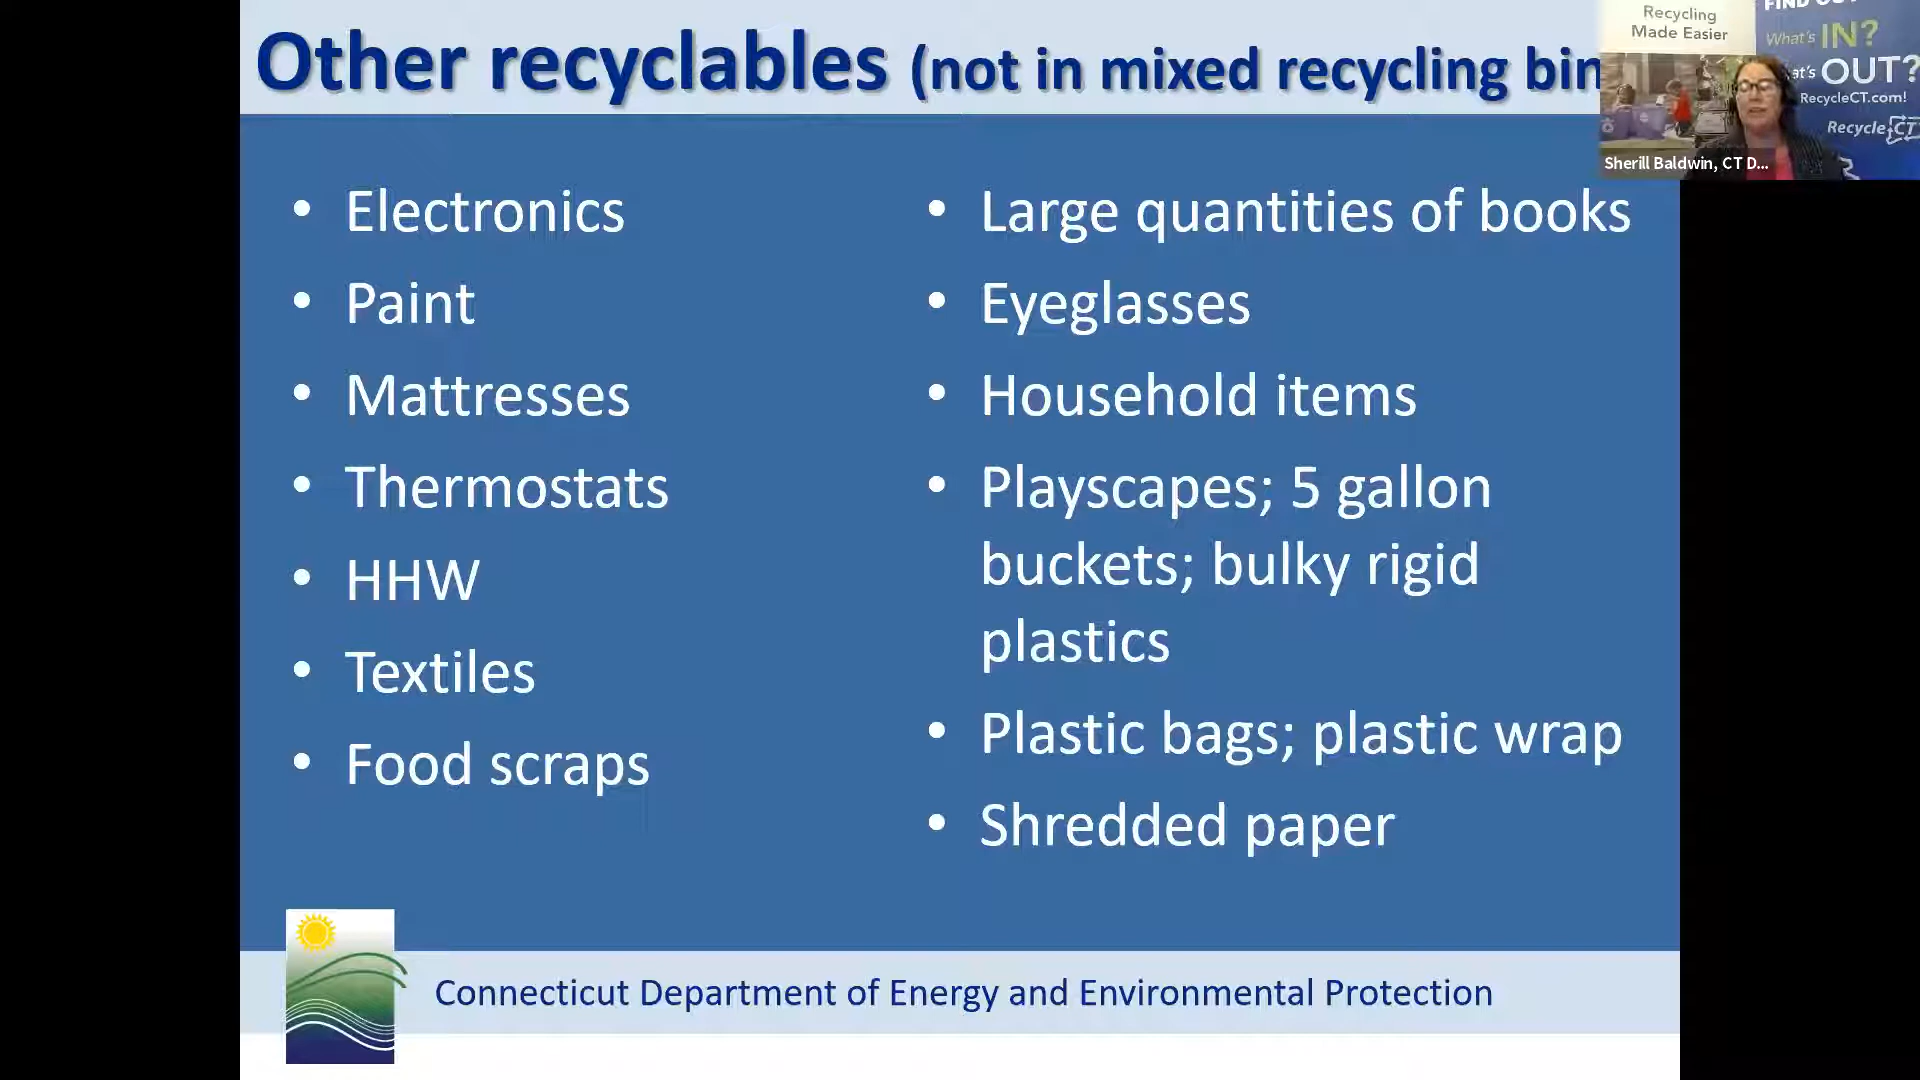 Other recyclables (not in mixed recycling bin
• Electronics
• Paint
• Mattresses
• Thermostats
• HHW
• Textiles
• Food scraps
• Large quantities of books
• Eyeglasses
• Household items
• Playscapes; 5 gallon
buckets; bulky rigid
plastics
• Plastic bags; plastic wrap
• Shredded paper
Connecticut Department of Energy and Environmental Protection
Recycling
Made Easier
What's IN?
OUT?
RecycleCT.com!
RecycleCT
Sherill Baldwin, CT D...